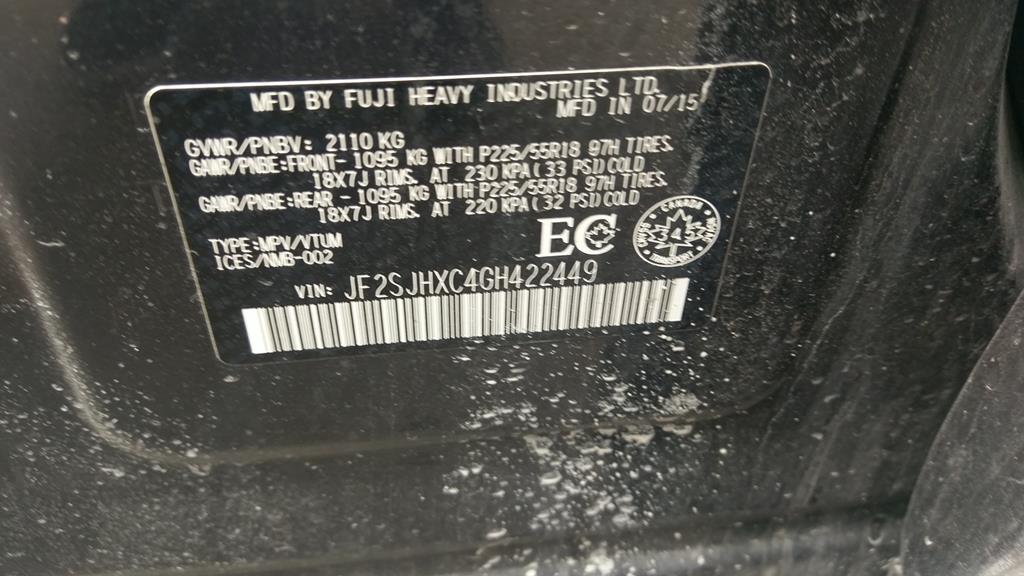 MFD BY FUJI HEAVY INDUSTRIES LTD.
MFD IN 07/15
GVWR/PNBV: 2110 KG
GAWR/PNBE:FRONT- 1095 KG WITH P225/55R18 97H TIRES.
18X7J RIMS. AT 230 KPA( 33 PSI) COLD
GAWR/PNBE:REAR - 1095 KG WITH P225/55R18 97H TIRES.
18X7J RIMS. AT 220 KPA( 32 PSI) COLD
TYPE:MPV/VTUM
ICES/NMB-002
EC
CANADA
TRANSPORT
VIN: JF2SJHXC4GH422449